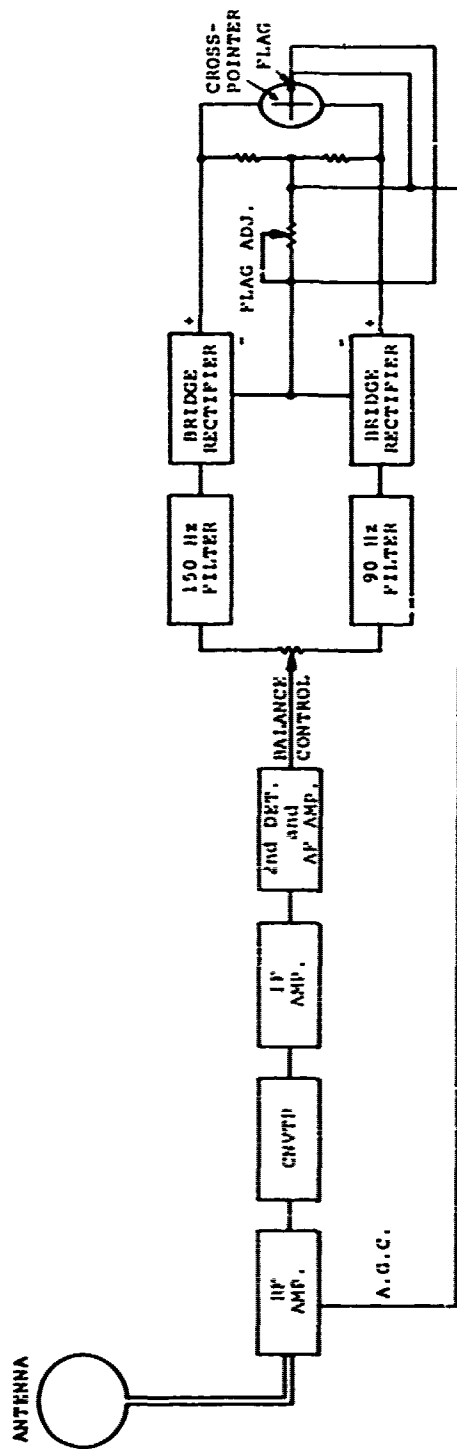 ANTENNA
RF
AMP.
CNVTR
IF
AMP.
2nd DET.
and
AF AMP.
BALANCE
CONTROL
150 Hz
FILTER
BRIDGE
RECTIFIER
+
-
90 Hz
FILTER
BRIDGE
RECTIFIER
-
+
FLAG ADJ.
CROSS-
POINTER
FLAG
A.G.C.